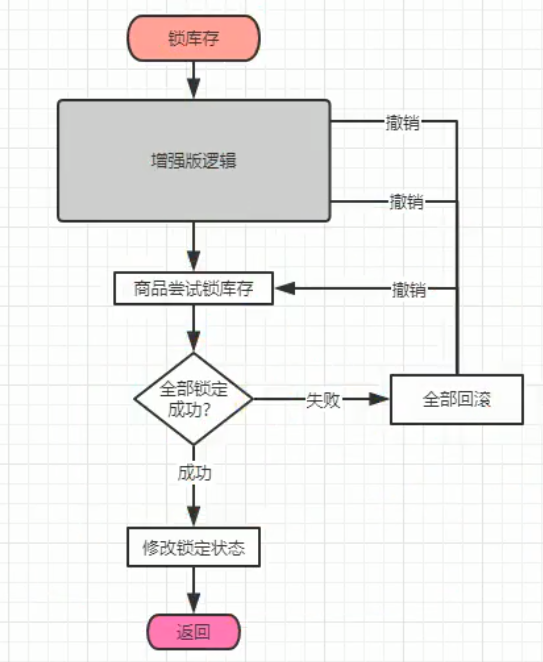 锁库存
撤销
增强版逻辑
撤销
商品尝试锁库存
撤销
全部锁定
成功?
失败
全部回滚
成功
修改锁定状态
返回